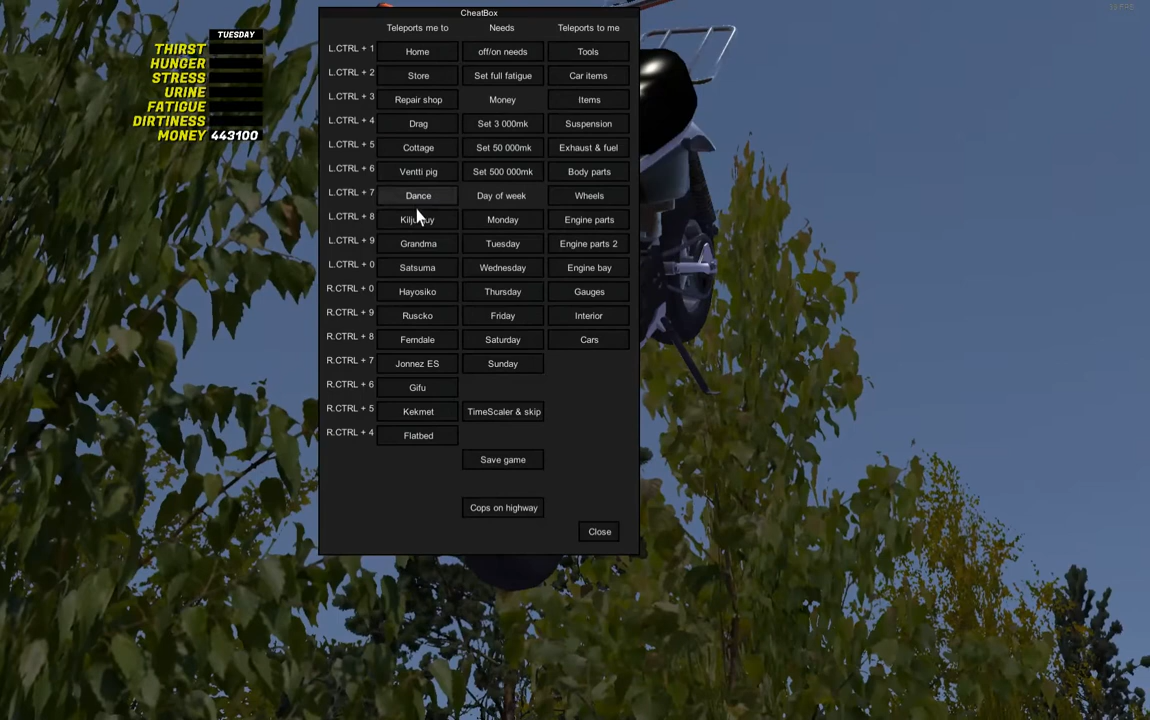 CheatBox
Teleports me to Needs Teleports to me
L.CTRL + 1 Home off/on needs Tools
L.CTRL + 2 Store Set full fatigue Car items
L.CTRL + 3 Repair shop Money Items
L.CTRL + 4 Drag Set 3 000mk Suspension
L.CTRL + 5 Cottage Set 50 000mk Exhaust & fuel
L.CTRL + 6 Ventti pig Set 500 000mk Body parts
L.CTRL + 7 Dance Day of week Wheels
L.CTRL + 8 Monday Engine parts
L.CTRL + 9 Grandma Tuesday Engine parts 2
L.CTRL + 0 Satsuma Wednesday Engine bay
R.CTRL + 0 Hayosiko Thursday Gauges
R.CTRL + 9 Ruscko Friday Interior
R.CTRL + 8 Ferndale Saturday Cars
R.CTRL + 7 Jonnez ES Sunday
R.CTRL + 6 Gifu
R.CTRL + 5 Kekmet TimeScaler & skip
R.CTRL + 4 Flatbed
Save game
Cops on highway
Close
TUESDAY
THIRST
HUNGER
STRESS
URINE
FATIGUE
DIRTINESS
MONEY 443100